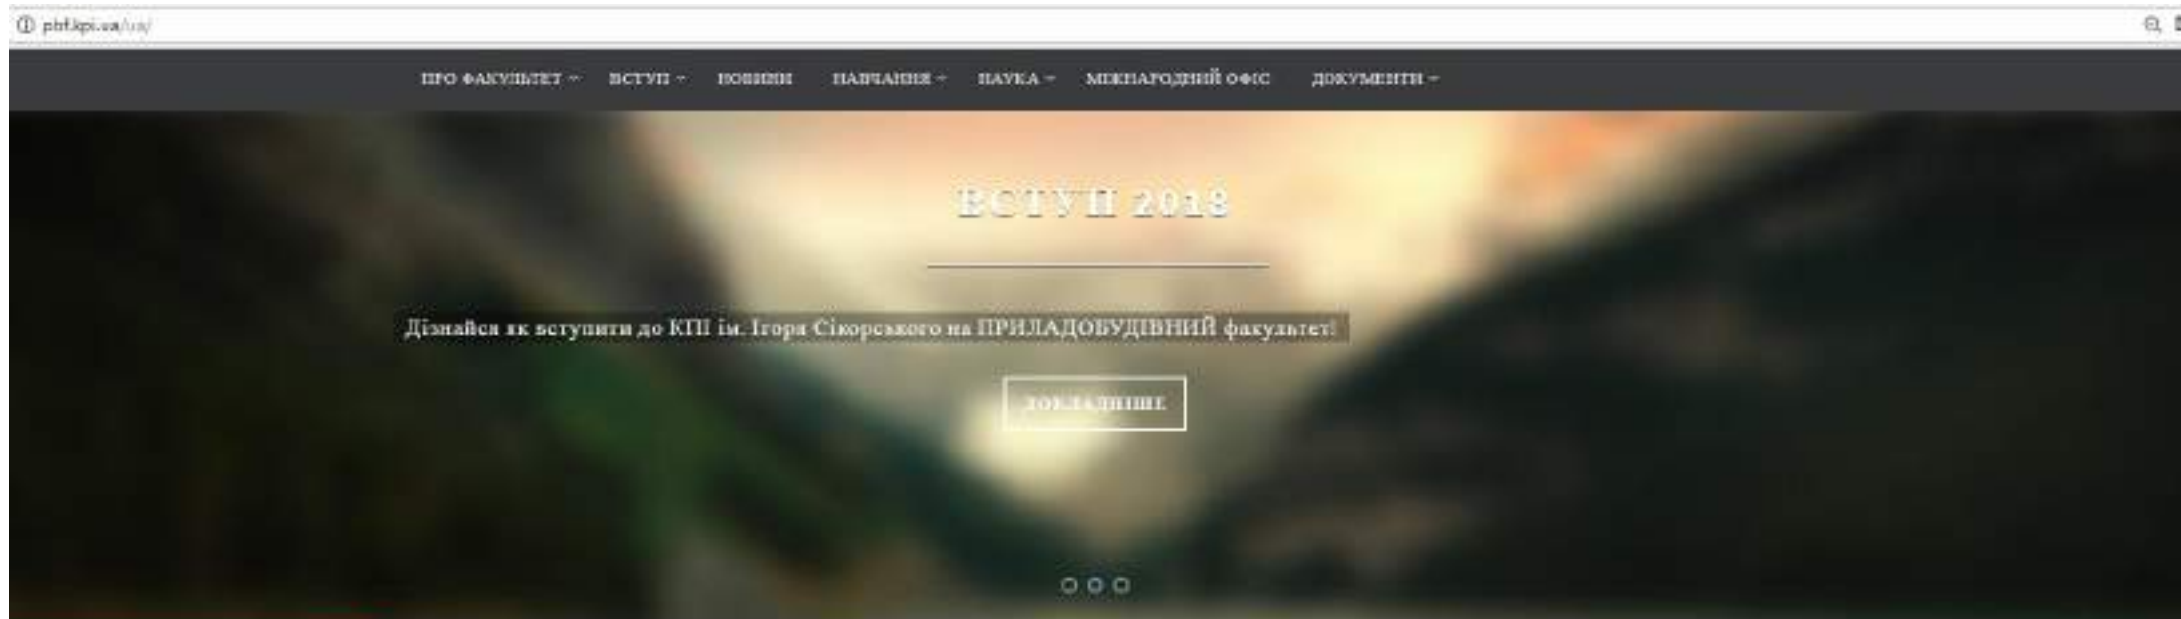 pbf.kpi.ua/ua/
ПРО ФАКУЛЬТЕТ ВСТУП НОВИНИ НАВЧАННЯ НАУКА МІЖНАРОДНИЙ ОФІС ДОКУМЕНТИ
ВСТУП 2018
Дізнайся як вступити до КПІ ім. Ігоря Сікорського на ПРИЛАДОБУДІВНИЙ факультет!
ДОКЛАДНІШЕ